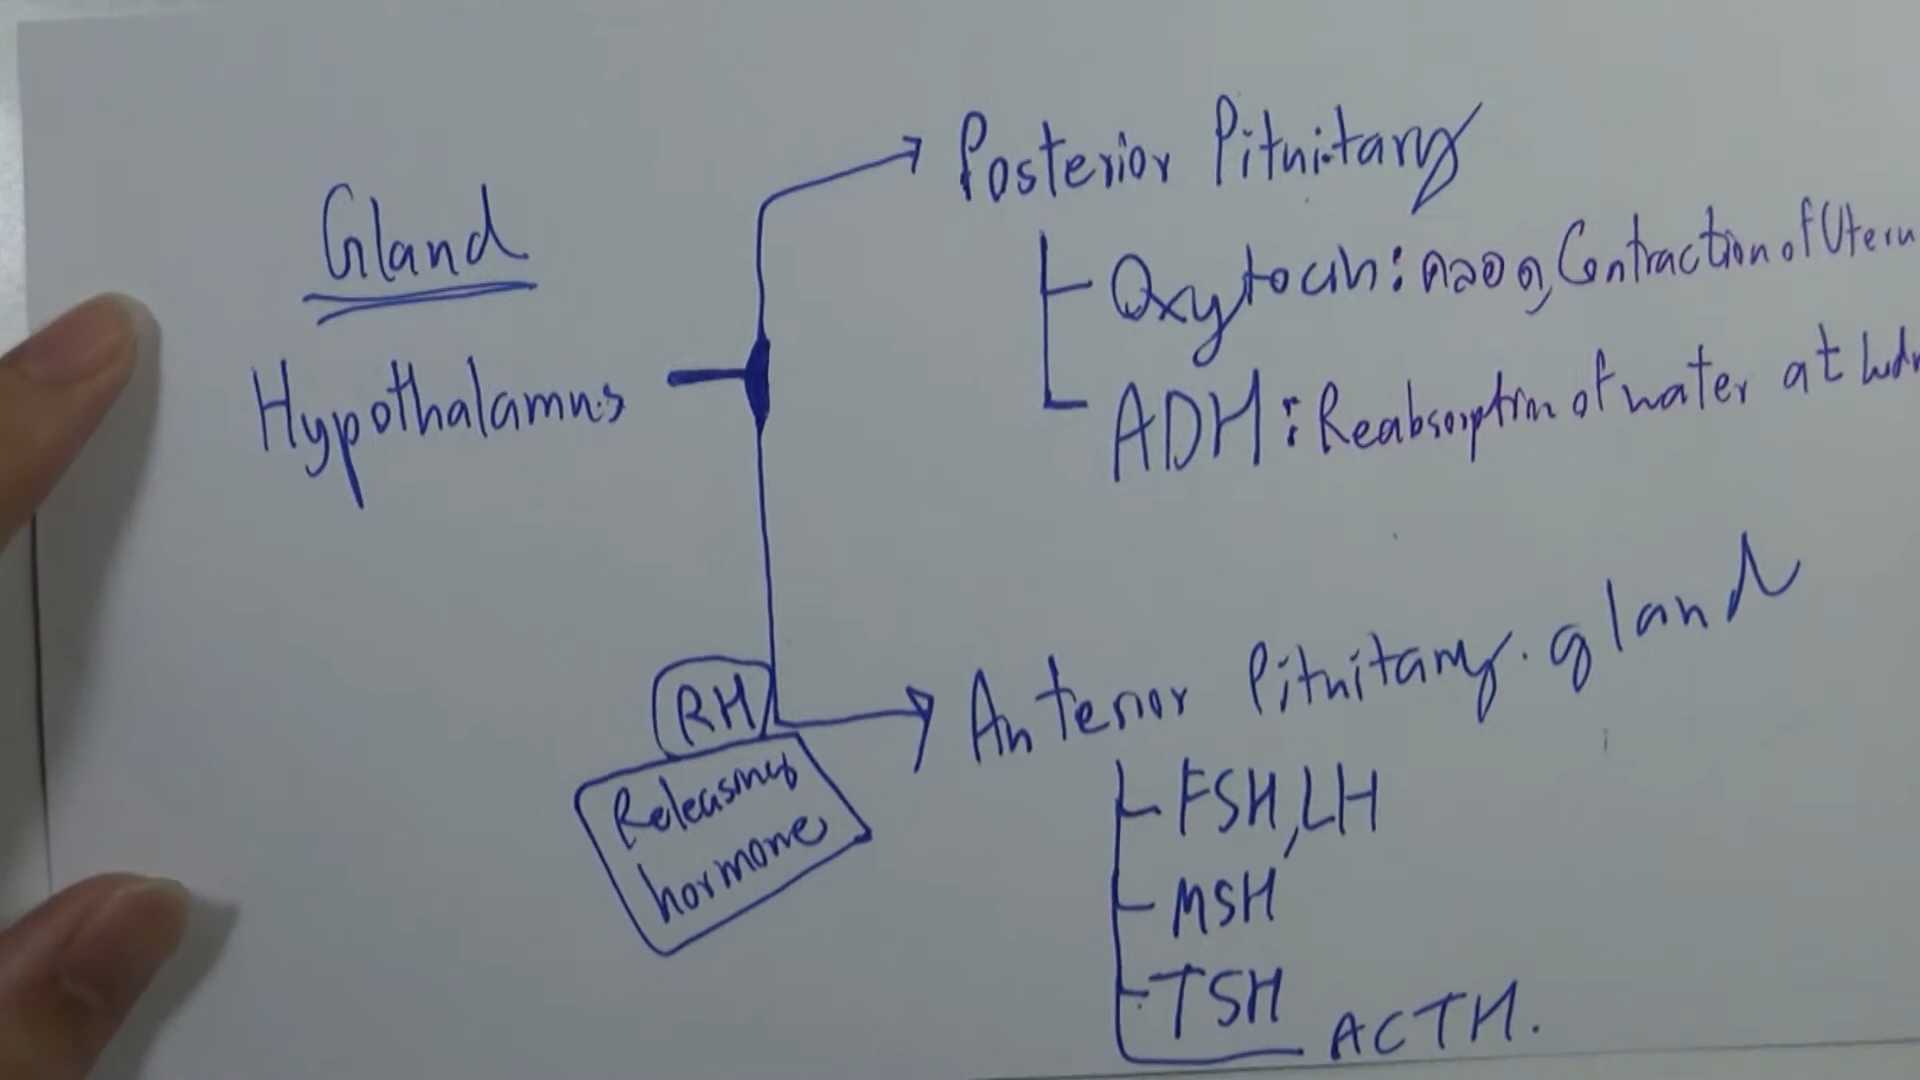 Gland
Hypothalamus
Posterior Pituitary
Oxytocin: คลอด, Contraction of Uteru
ADH: Reabsorption of water at
RH
Releasing
hormone
Anterior Pituitary. gland
FSH, LH
MSH
TSH
ACTH.